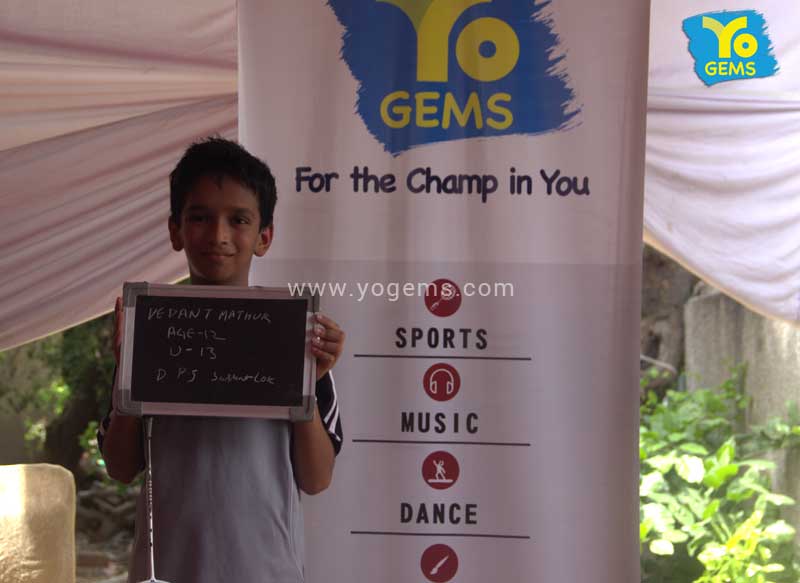 Yo
GEMS
Yo
GEMS
For the Champ in You
www.yogems.com
VEDANT MATHUR
AGE-12
U-13
D P S
SPORTS
MUSIC
DANCE